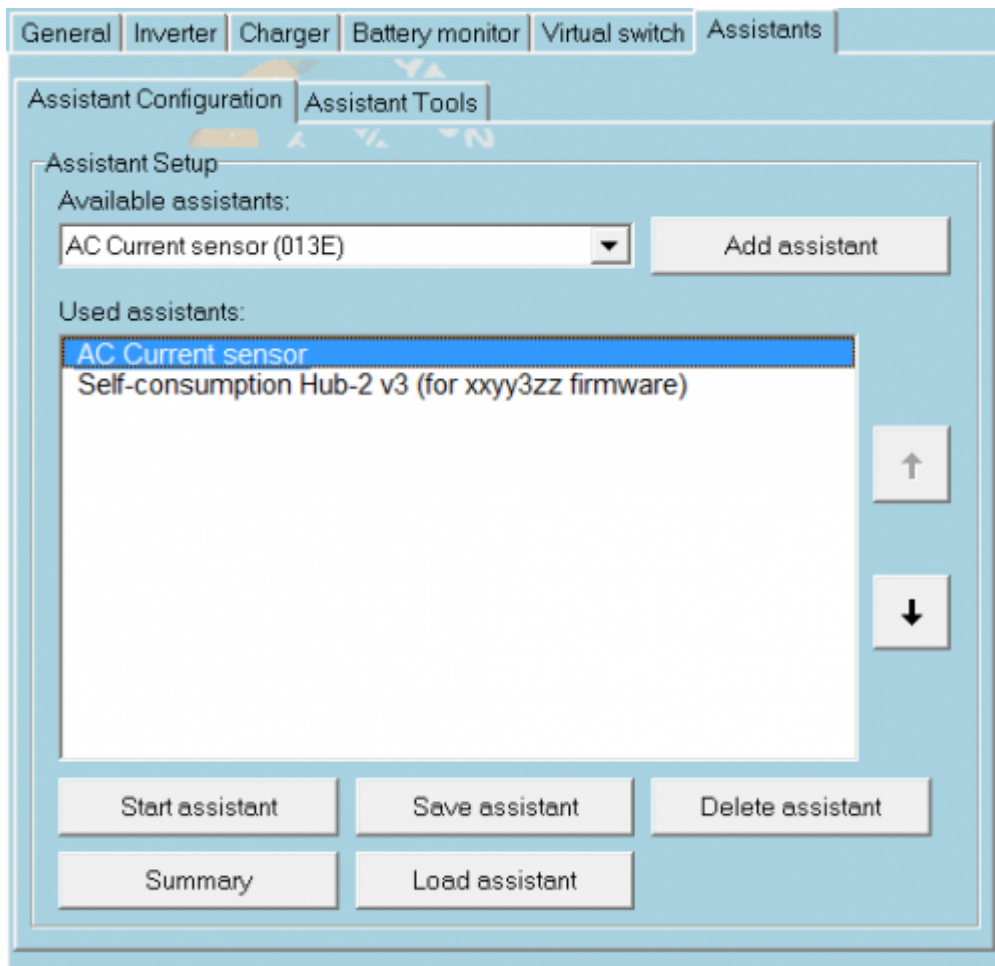 General Inverter Charger Battery monitor Virtual switch Assistants
Assistant Configuration Assistant Tools
Assistant Setup
Available assistants:
AC Current sensor (013E) Add assistant
Used assistants:
AC Current sensor
Self-consumption Hub-2 v3 (for xxyy3zz firmware)
Start assistant Save assistant Delete assistant
Summary Load assistant